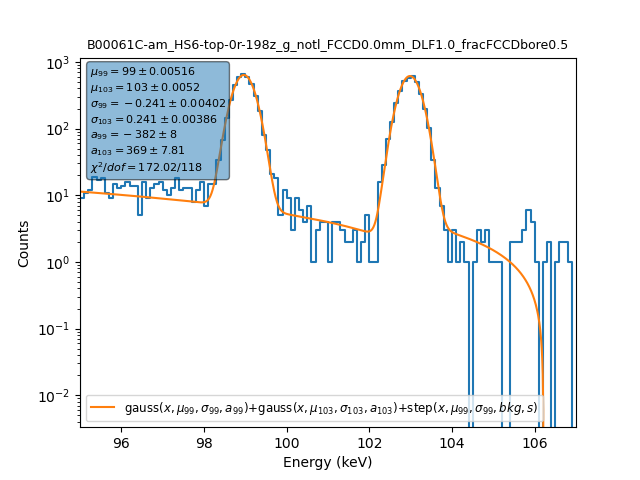 B00061C-am_HS6-top-0r-198z_g_notl_FCCD0.0mm_DLF1.0_fracFCCDbore0.5
μ₉₉ = 99 ± 0.00516
μ₁₀₃ = 103 ± 0.0052
σ₉₉ = −0.241 ± 0.00402
σ₁₀₃ = 0.241 ± 0.00386
a₉₉ = −382 ± 8
a₁₀₃ = 369 ± 7.81
χ²/dof = 172.02/118
10³
10²
10¹
10⁰
10⁻¹
10⁻²
Counts
gauss(x, μ₉₉, σ₉₉, a₉₉)+gauss(x, μ₁₀₃, σ₁₀₃, a₁₀₃)+step(x, μ₉₉, σ₉₉, bkg, s)
96 98 100 102 104 106
Energy (keV)